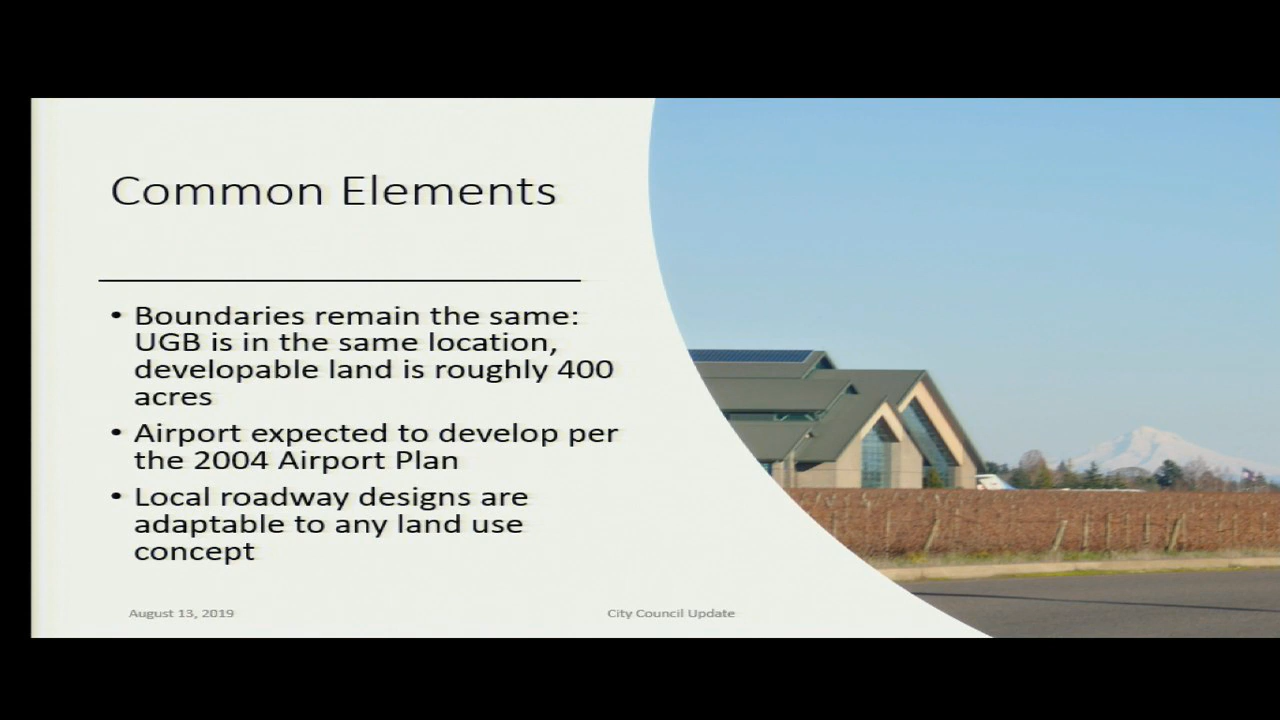 Common Elements
• Boundaries remain the same:
UGB is in the same location,
developable land is roughly 400
acres
• Airport expected to develop per
the 2004 Airport Plan
• Local roadway designs are
adaptable to any land use
concept
August 13, 2019
City Council Update